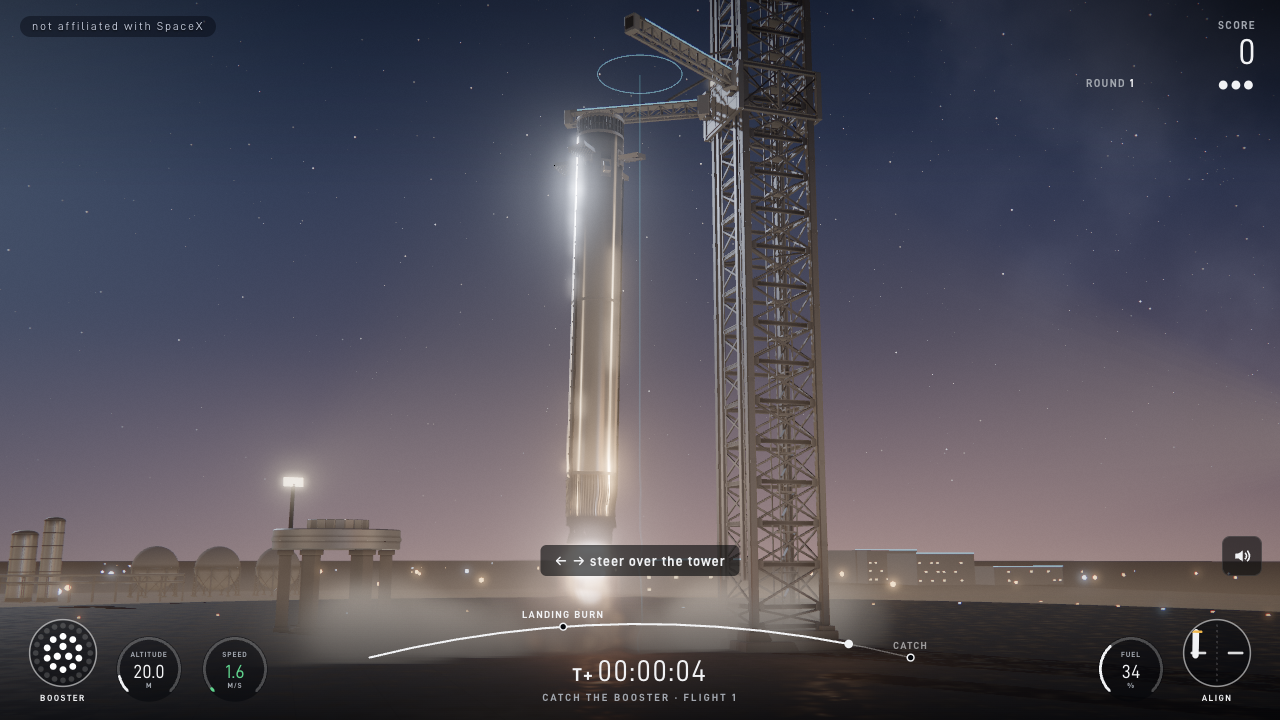 not affiliated with SpaceX
SCORE
0
ROUND 1
← → steer over the tower
LANDING BURN
CATCH
ALTITUDE
20.0
M
SPEED
1.6
M/S
BOOSTER
T+ 00:00:04
CATCH THE BOOSTER · FLIGHT 1
FUEL
34
%
ALIGN